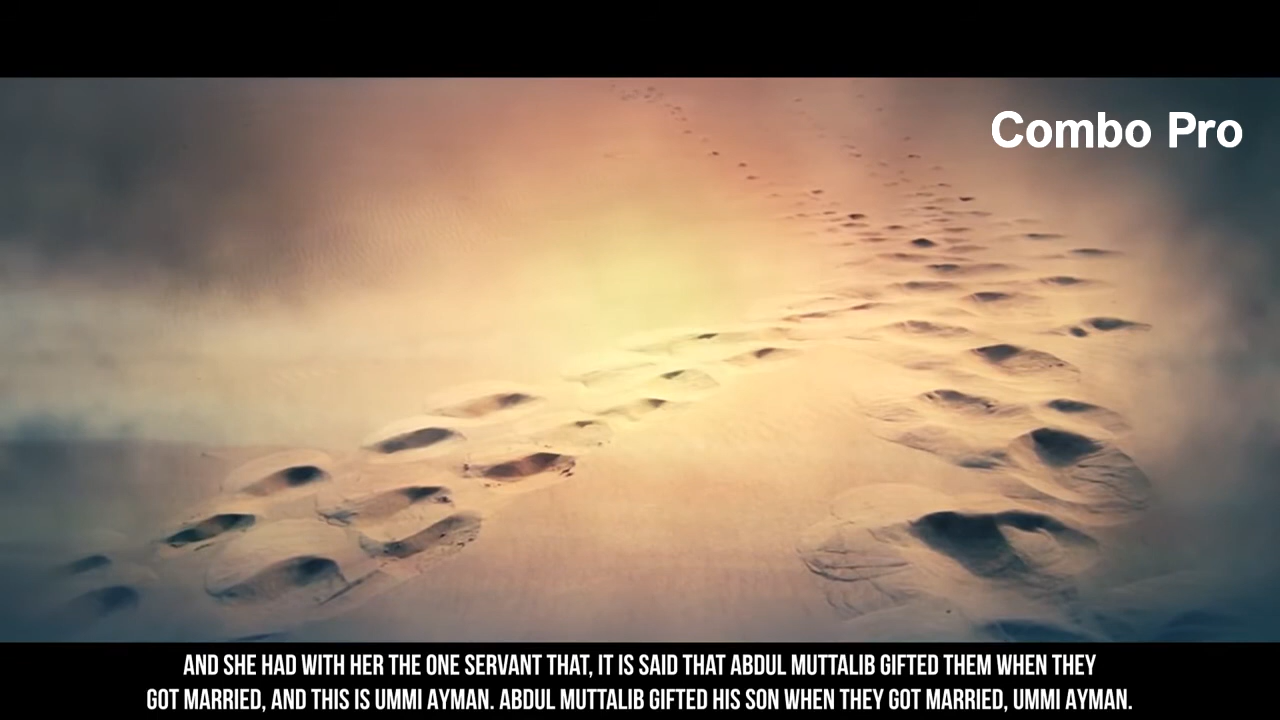 Combo Pro
AND SHE HAD WITH HER THE ONE SERVANT THAT, IT IS SAID THAT ABDUL MUTTALIB GIFTED THEM WHEN THEY
GOT MARRIED, AND THIS IS UMMI AYMAN. ABDUL MUTTALIB GIFTED HIS SON WHEN THEY GOT MARRIED, UMMI AYMAN.